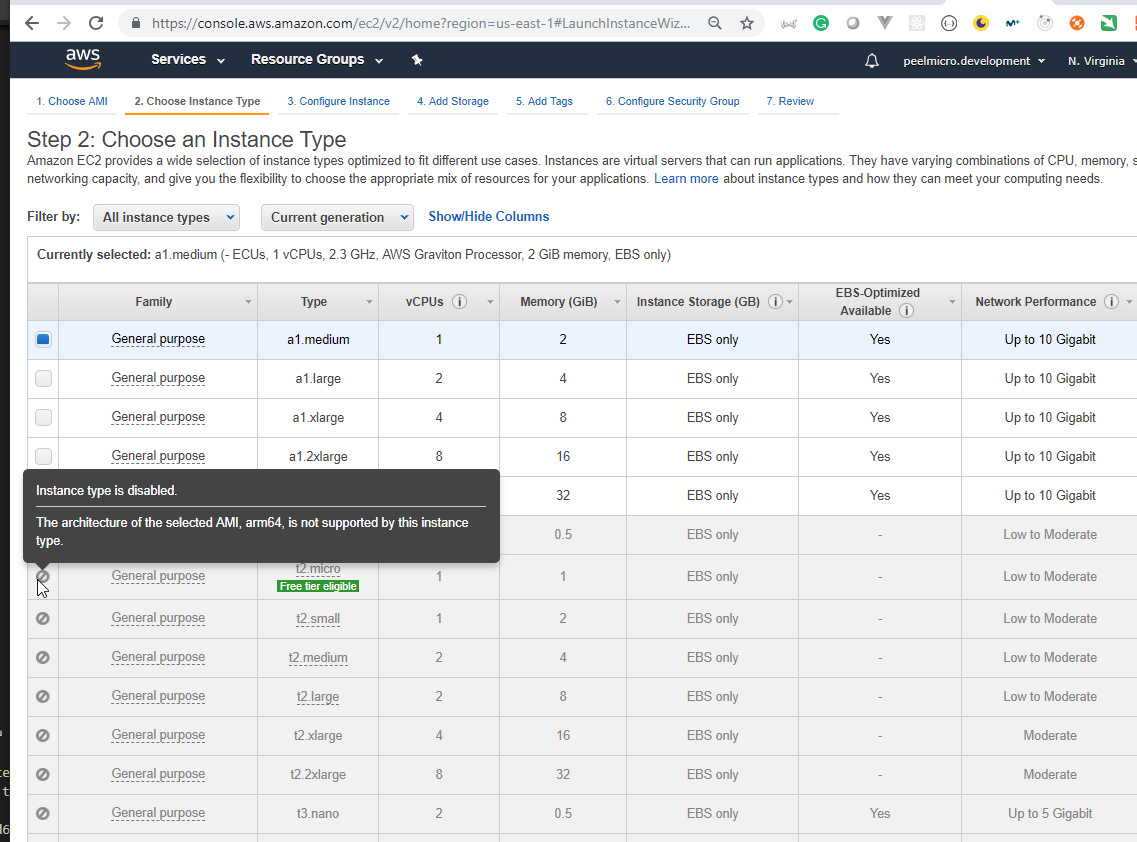 https://console.aws.amazon.com/ec2/v2/home?region=us-east-1#LaunchInstanceWiz...
aws Services Resource Groups peelmicro.development N. Virginia
1. Choose AMI 2. Choose Instance Type 3. Configure Instance 4. Add Storage 5. Add Tags 6. Configure Security Group 7. Review
Step 2: Choose an Instance Type
Amazon EC2 provides a wide selection of instance types optimized to fit different use cases. Instances are virtual servers that can run applications. They have varying combinations of CPU, memory, s
networking capacity, and give you the flexibility to choose the appropriate mix of resources for your applications. Learn more about instance types and how they can meet your computing needs.
Filter by: All instance types Current generation Show/Hide Columns
Currently selected: a1.medium (- ECUs, 1 vCPUs, 2.3 GHz, AWS Graviton Processor, 2 GiB memory, EBS only)
Family Type vCPUs Memory (GiB) Instance Storage (GB) EBS-Optimized Available Network Performance
General purpose a1.medium 1 2 EBS only Yes Up to 10 Gigabit
General purpose a1.large 2 4 EBS only Yes Up to 10 Gigabit
General purpose a1.xlarge 4 8 EBS only Yes Up to 10 Gigabit
General purpose a1.2xlarge 8 16 EBS only Yes Up to 10 Gigabit
Instance type is disabled.
The architecture of the selected AMI, arm64, is not supported by this instance
type.
32 EBS only Yes Up to 10 Gigabit
0.5 EBS only - Low to Moderate
General purpose t2.micro Free tier eligible 1 1 EBS only - Low to Moderate
General purpose t2.small 1 2 EBS only - Low to Moderate
General purpose t2.medium 2 4 EBS only - Low to Moderate
General purpose t2.large 2 8 EBS only - Low to Moderate
General purpose t2.xlarge 4 16 EBS only - Moderate
General purpose t2.2xlarge 8 32 EBS only - Moderate
General purpose t3.nano 2 0.5 EBS only Yes Up to 5 Gigabit